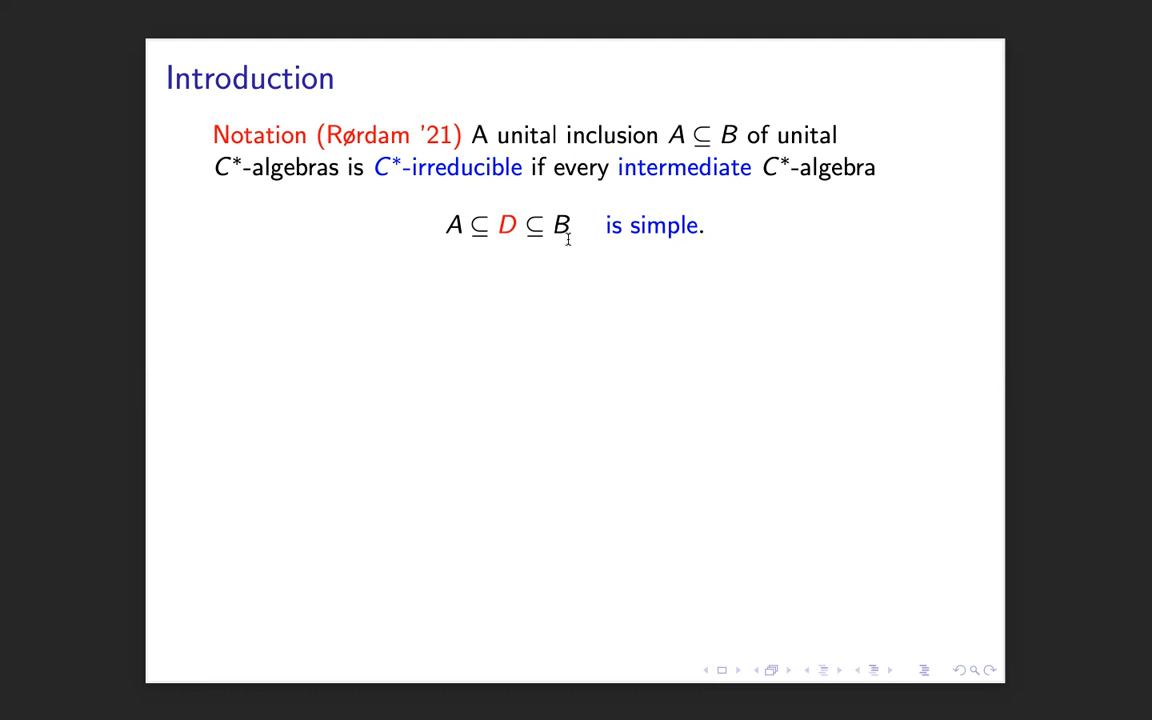 Introduction
Notation (Rørdam '21) A unital inclusion A ⊆ B of unital
C*-algebras is C*-irreducible if every intermediate C*-algebra
A ⊆ D ⊆ B is simple.